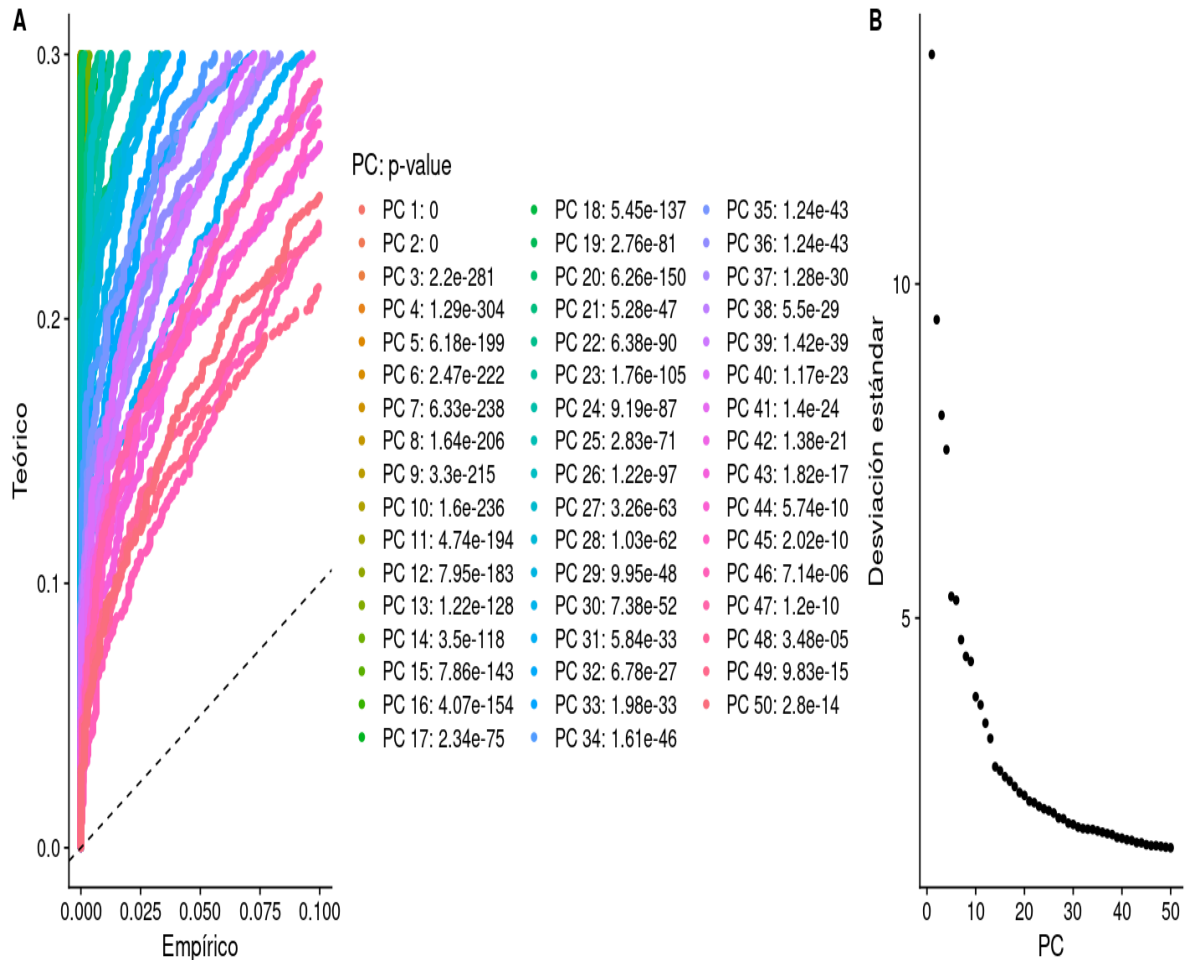 A
0.3
0.2
0.1
0.0
Teórico
0.000 0.025 0.050 0.075 0.100
Empírico
PC: p-value
PC 1: 0
PC 2: 0
PC 3: 2.2e-281
PC 4: 1.29e-304
PC 5: 6.18e-199
PC 6: 2.47e-222
PC 7: 6.33e-238
PC 8: 1.64e-206
PC 9: 3.3e-215
PC 10: 1.6e-236
PC 11: 4.74e-194
PC 12: 7.95e-183
PC 13: 1.22e-128
PC 14: 3.5e-118
PC 15: 7.86e-143
PC 16: 4.07e-154
PC 17: 2.34e-75
PC 18: 5.45e-137
PC 19: 2.76e-81
PC 20: 6.26e-150
PC 21: 5.28e-47
PC 22: 6.38e-90
PC 23: 1.76e-105
PC 24: 9.19e-87
PC 25: 2.83e-71
PC 26: 1.22e-97
PC 27: 3.26e-63
PC 28: 1.03e-62
PC 29: 9.95e-48
PC 30: 7.38e-52
PC 31: 5.84e-33
PC 32: 6.78e-27
PC 33: 1.98e-33
PC 34: 1.61e-46
PC 35: 1.24e-43
PC 36: 1.24e-43
PC 37: 1.28e-30
PC 38: 5.5e-29
PC 39: 1.42e-39
PC 40: 1.17e-23
PC 41: 1.4e-24
PC 42: 1.38e-21
PC 43: 1.82e-17
PC 44: 5.74e-10
PC 45: 2.02e-10
PC 46: 7.14e-06
PC 47: 1.2e-10
PC 48: 3.48e-05
PC 49: 9.83e-15
PC 50: 2.8e-14
B
10
5
Desviación estándar
0 10 20 30 40 50
PC